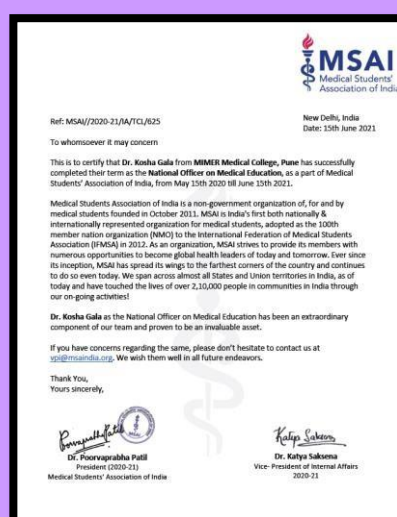 MSAI
Medical Students'
Association of India
Ref: MSAI//2020-21/IA/TCL/625
New Delhi, India
Date: 15th June 2021
To whomsoever it may concern
This is to certify that Dr. Kosha Gala from MIMER Medical College, Pune has successfully
completed their term as the National Officer on Medical Education, as a part of Medical
Students' Association of India, from May 15th 2020 till June 15th 2021.
Medical Students Association of India is a non-government organization of, for and by
medical students founded in October 2011. MSAI is India's first both nationally &
internationally represented organization for medical students, adopted as the 100th
member nation organization (NMO) to the International Federation of Medical Students
Association (IFMSA) in 2012. As an organization, MSAI strives to provide its members with
numerous opportunities to become global health leaders of today and tomorrow. Ever since
its inception, MSAI has spread its wings to the farthest corners of the country and continues
to do so even today. We span across almost all States and Union territories in India, as of
today and have touched the lives of over 2,10,000 people in communities in India through
our on-going activities!
Dr. Kosha Gala as the National Officer on Medical Education has been an extraordinary
component of our team and proven to be an invaluable asset.
If you have concerns regarding the same, please don't hesitate to contact us at
vpi@msaindia.org. We wish them well in all future endeavors.
Thank You,
Yours sincerely,
Poorvaprabha Patil
Katya Saksena
Dr. Poorvaprabha Patil
President (2020-21)
Medical Students' Association of India
Dr. Katya Saksena
Vice- President of Internal Affairs
2020-21